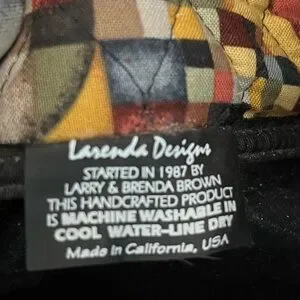 Larenda Designs
STARTED IN 1987 BY
LARRY & BRENDA BROWN
THIS HANDCRAFTED PRODUCT
IS MACHINE WASHABLE IN
COOL WATER-LINE DRY
Made in California, USA